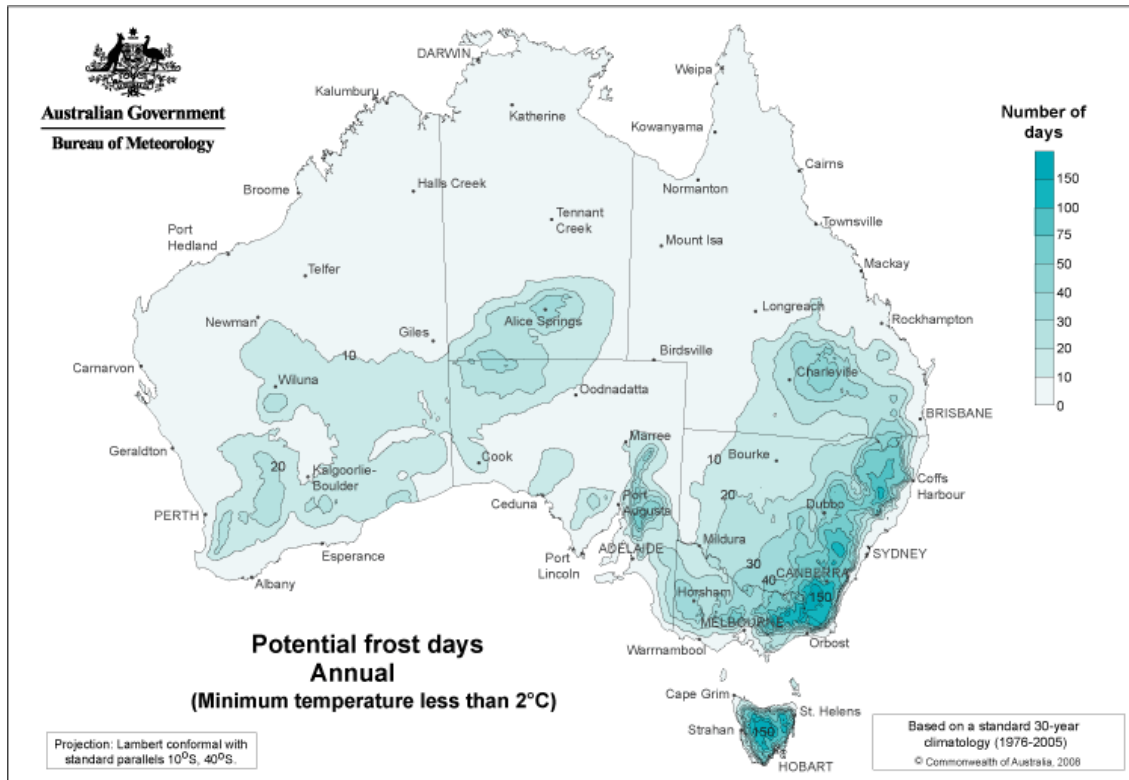 Australian Government
Bureau of Meteorology
DARWIN
Weipa
Kalumburu
Katherine
Kowanyama
Number of
days
Cairns
Broome
Halls Creek
Normanton
150
100
75
50
40
30
20
10
0
Tennant
Creek
Townsville
Port
Hedland
Mount Isa
Telfer
Mackay
Longreach
Newman
Alice Springs
Rockhampton
Giles
10
Birdsville
Carnarvon
Charleville
Wiluna
Oodnadatta
BRISBANE
Geraldton
Marree
10
Bourke
20
Cook
Kalgoorlie-
Boulder
Coffs
Harbour
Ceduna
Port
Augusta
20
Dubbo
PERTH
Mildura
SYDNEY
Esperance
Port
Lincoln
ADELAIDE
30
CANBERRA
40
Albany
Horsham
150
MELBOURNE
Orbost
Warrnambool
Potential frost days
Annual
(Minimum temperature less than 2°C)
Cape Grim
St. Helens
Strahan
150
HOBART
Projection: Lambert conformal with
standard parallels 10°S, 40°S.
Based on a standard 30-year
climatology (1976-2005)
© Commonwealth of Australia, 2008